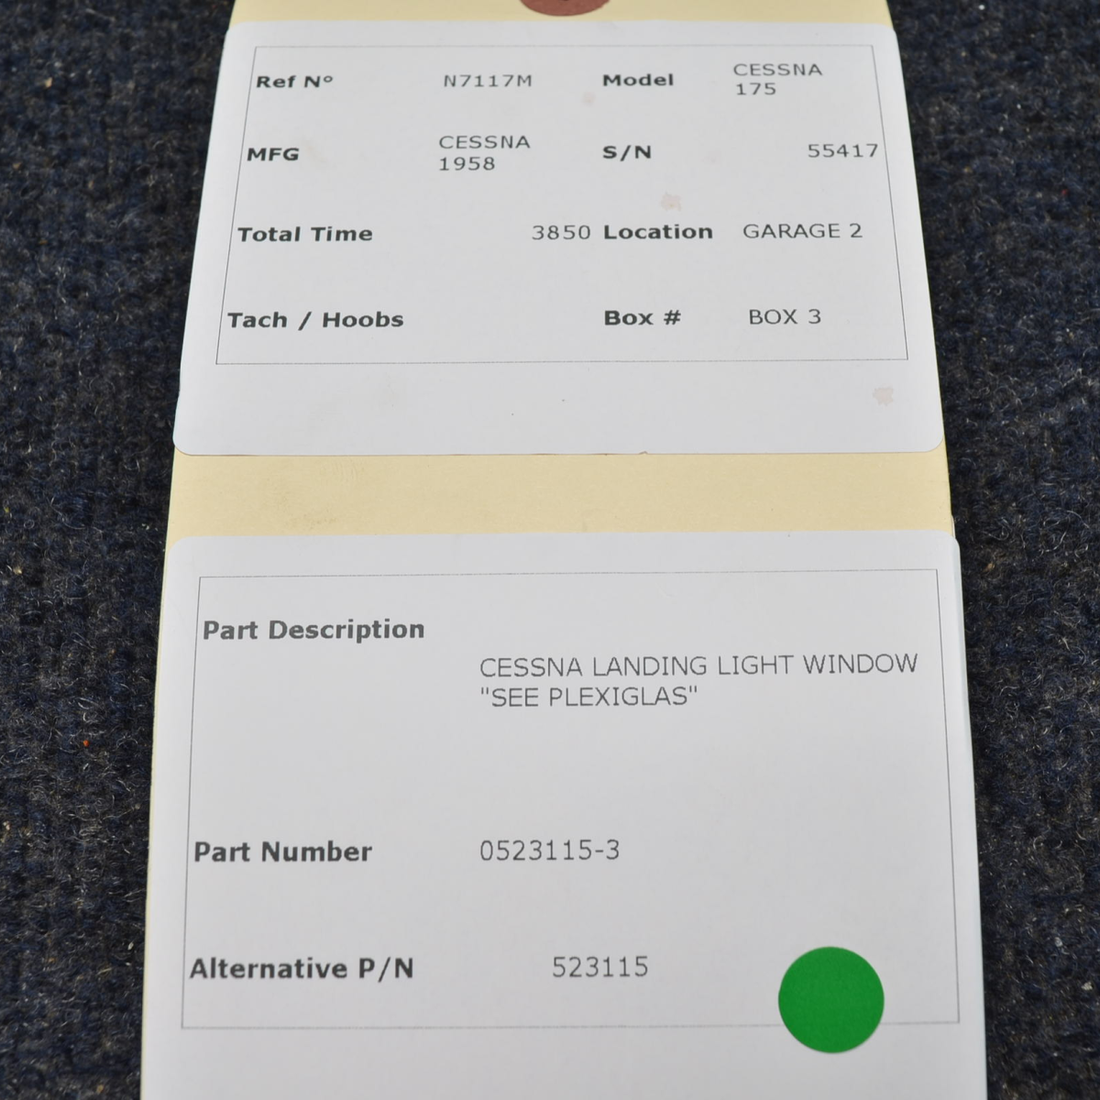 Ref Nº N7117M Model CESSNA 175
MFG CESSNA 1958 S/N 55417
Total Time 3850 Location GARAGE 2
Tach / Hoobs Box # BOX 3
Part Description
CESSNA LANDING LIGHT WINDOW
"SEE PLEXIGLAS"
Part Number 0523115-3
Alternative P/N 523115